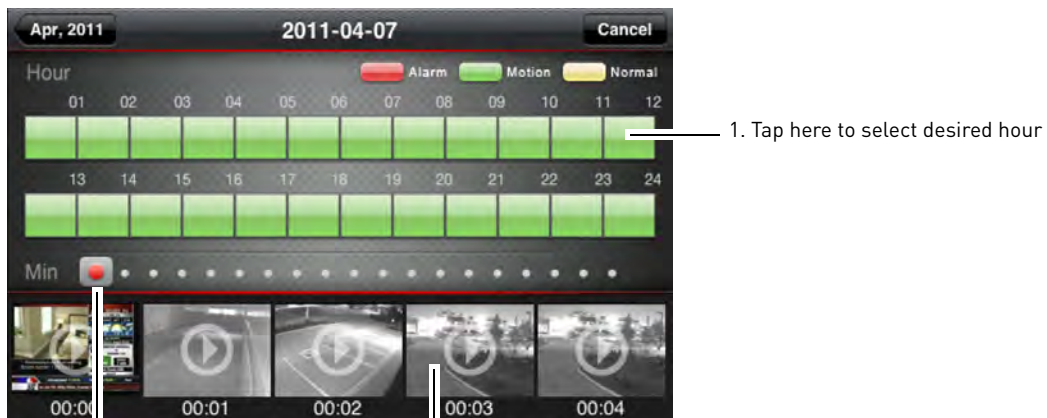 Apr, 2011 2011-04-07 Cancel
Hour Alarm Motion Normal
01 02 03 04 05 06 07 08 09 10 11 12
1. Tap here to select desired hour
13 14 15 16 17 18 19 20 21 22 23 24
Min
00:00 00:01 00:02 00:03 00:04